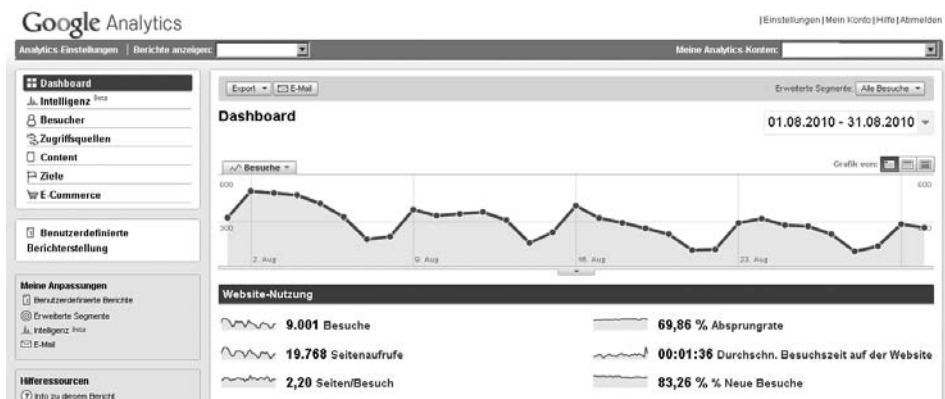 Google Analytics
|Einstellungen|Mein Konto|Hilfe|Abmelden
Analytics-Einstellungen | Berichte anzeigen:
Meine Analytics-Konten:
Dashboard
Intelligenz Beta
Besucher
Zugriffsquellen
Content
Ziele
E-Commerce
Benutzerdefinierte
Berichterstellung
Meine Anpassungen
Benutzerdefinierte Berichte
Erweiterte Segmente
Intelligenz Beta
E-Mail
Hilferessourcen
Info zu diesem Bericht
Export E-Mail
Erweiterte Segmente: Alle Besuche
Dashboard
01.08.2010 - 31.08.2010
Besuche
Grafik von:
600 600
300 300
2. Aug 9. Aug 16. Aug 23. Aug
Website-Nutzung
9.001 Besuche
69,86 % Absprungrate
19.768 Seitenaufrufe
00:01:36 Durchschn. Besuchszeit auf der Website
2,20 Seiten/Besuch
83,26 % % Neue Besuche